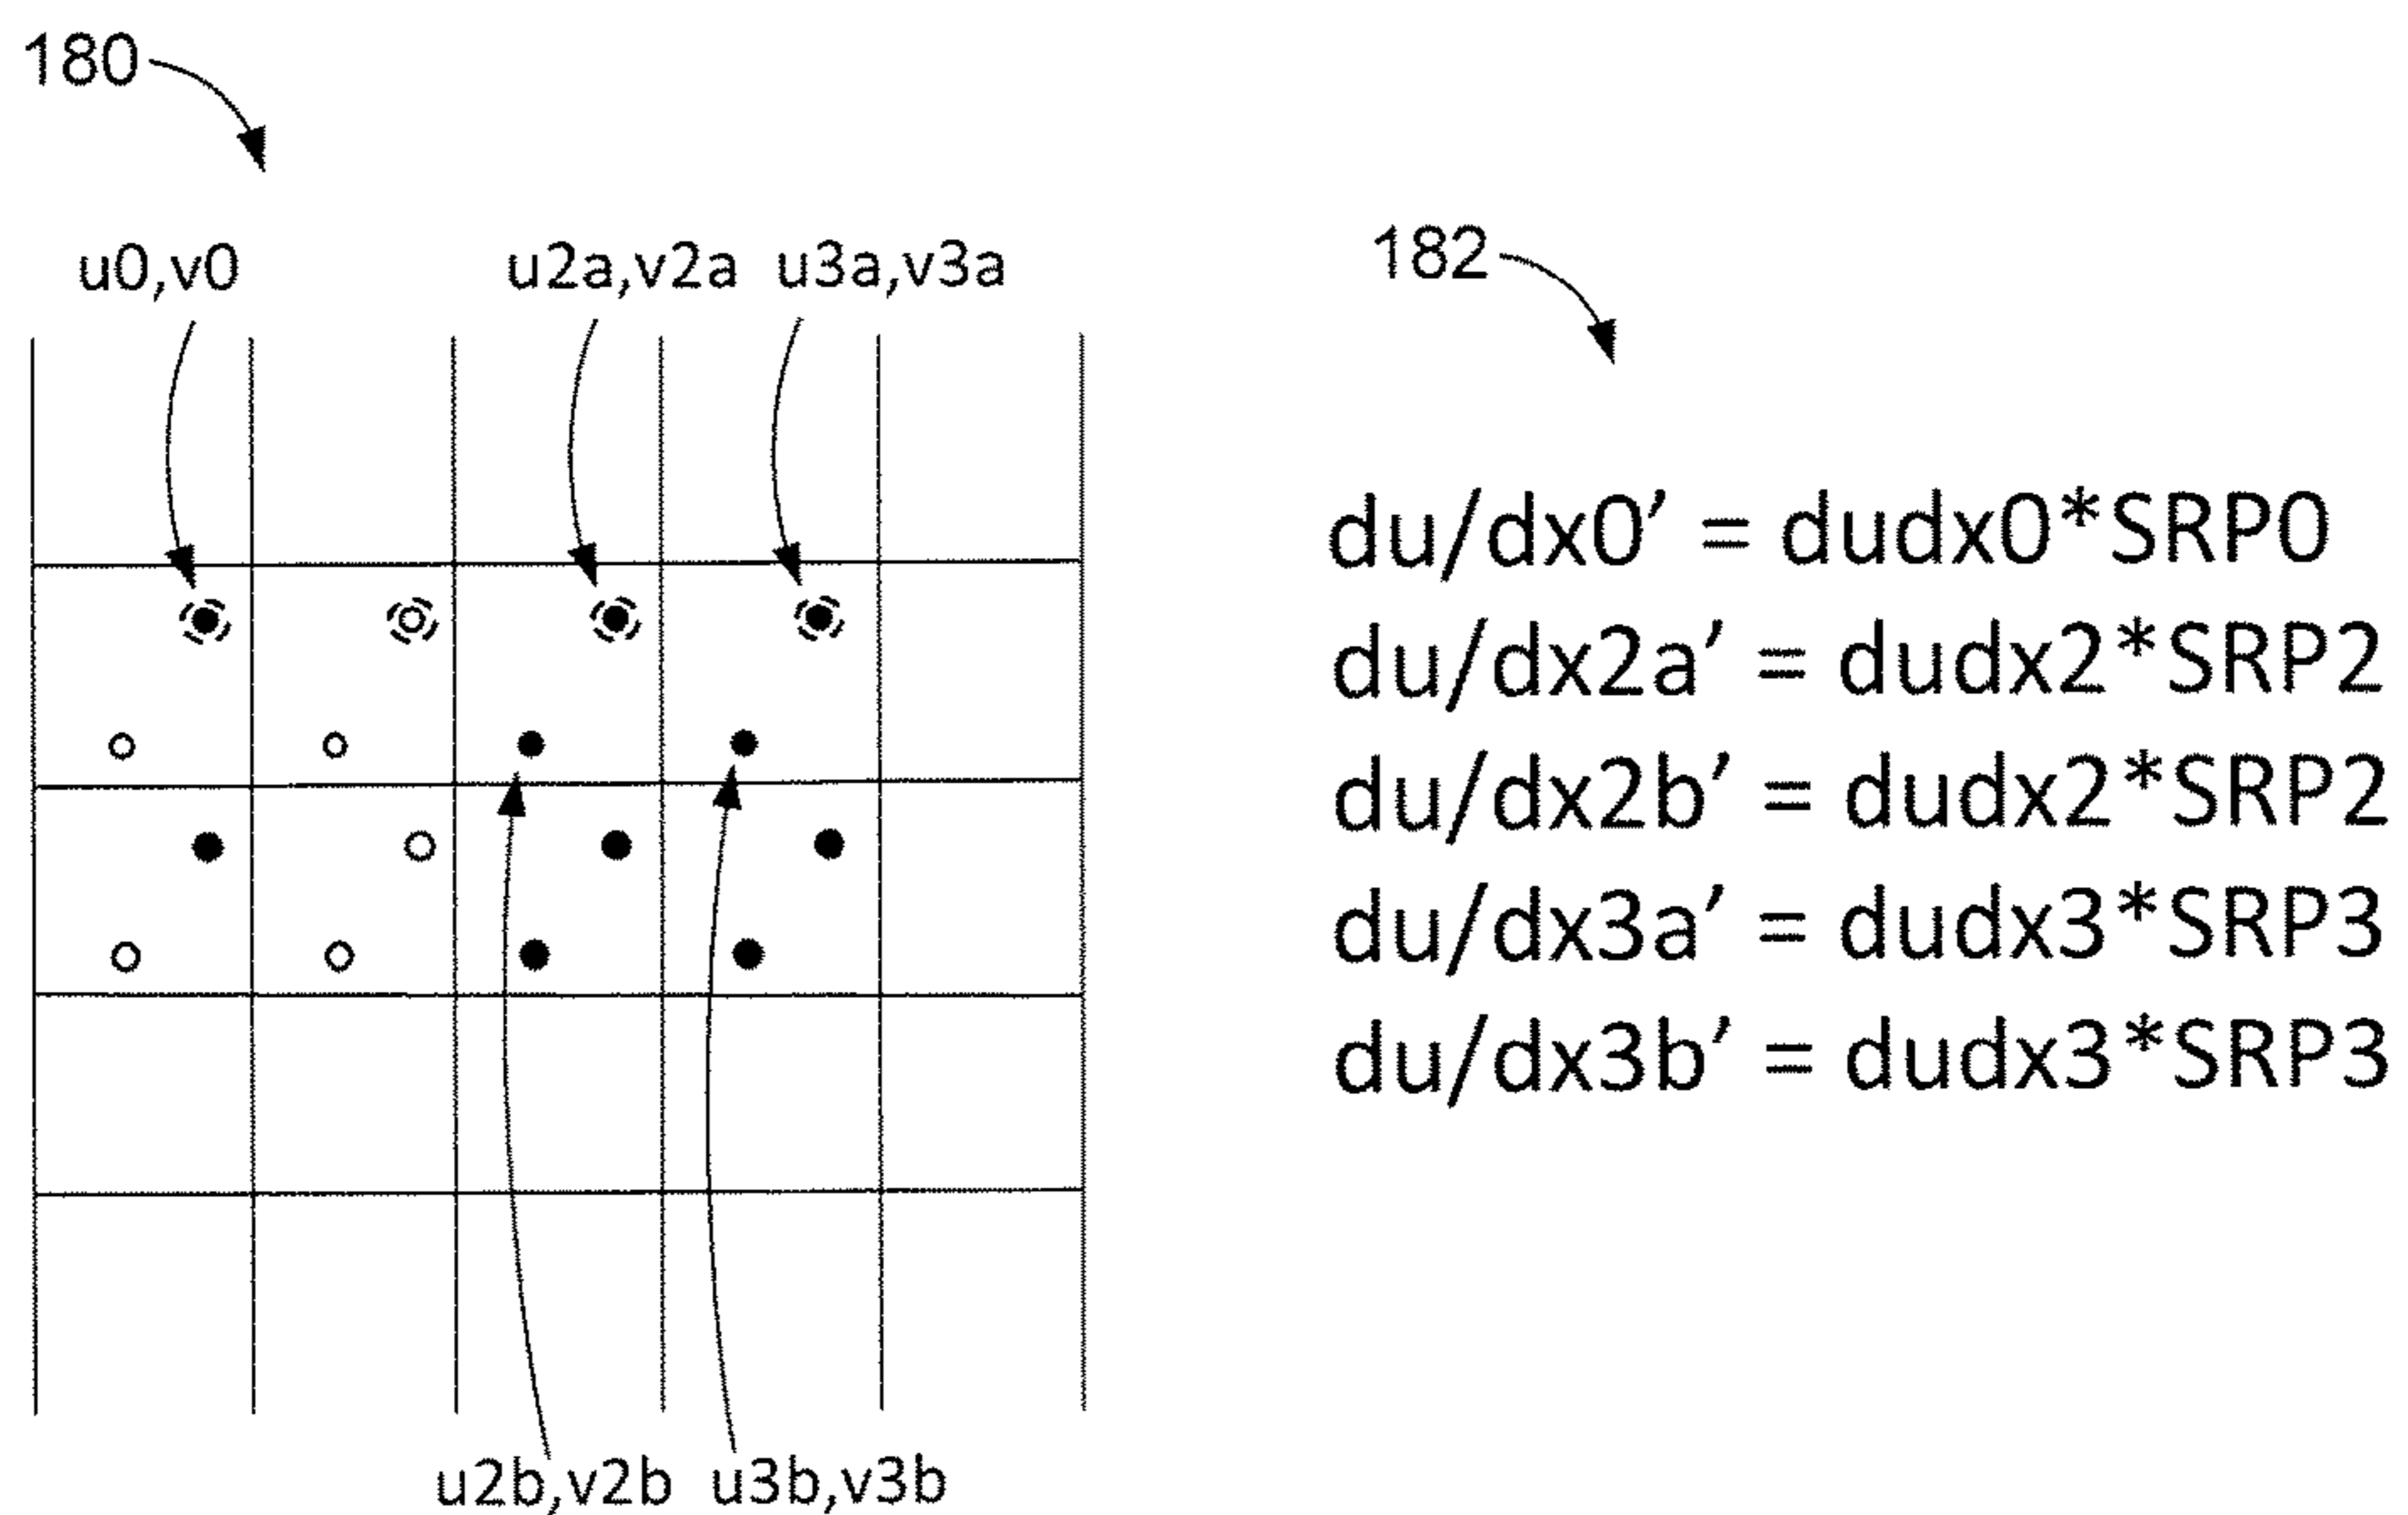 180
u0,v0
u2a,v2a
u3a,v3a
u2b,v2b
u3b,v3b
182
du/dx0’ = dudx0*SRP0
du/dx2a’ = dudx2*SRP2
du/dx2b’ = dudx2*SRP2
du/dx3a’ = dudx3*SRP3
du/dx3b’ = dudx3*SRP3